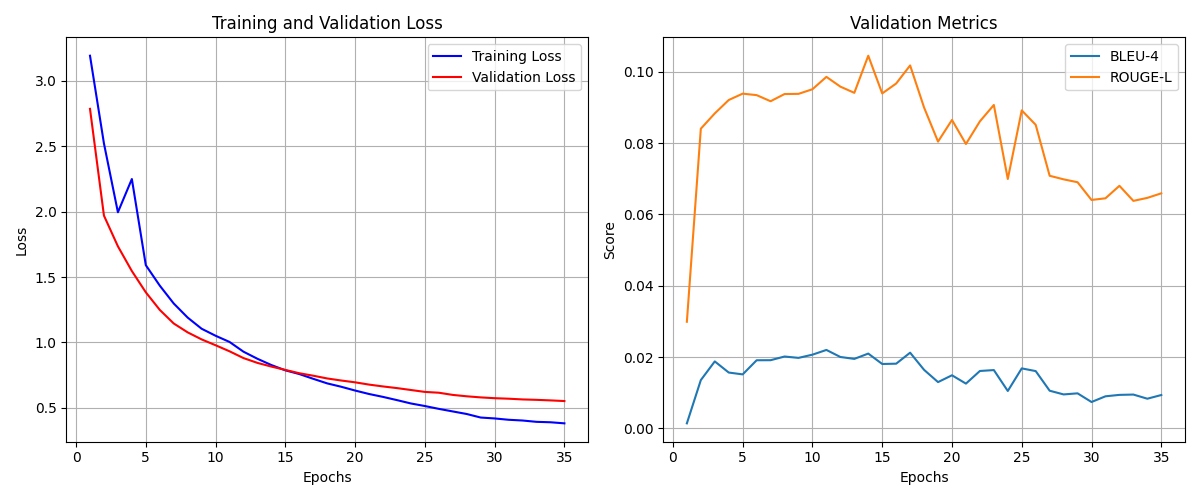 Training and Validation Loss
Training Loss
Validation Loss
3.0
2.5
2.0
1.5
1.0
0.5
Loss
0
5
10
15
20
25
30
35
Epochs
Validation Metrics
BLEU-4
ROUGE-L
0.10
0.08
0.06
0.04
0.02
0.00
Score
0
5
10
15
20
25
30
35
Epochs